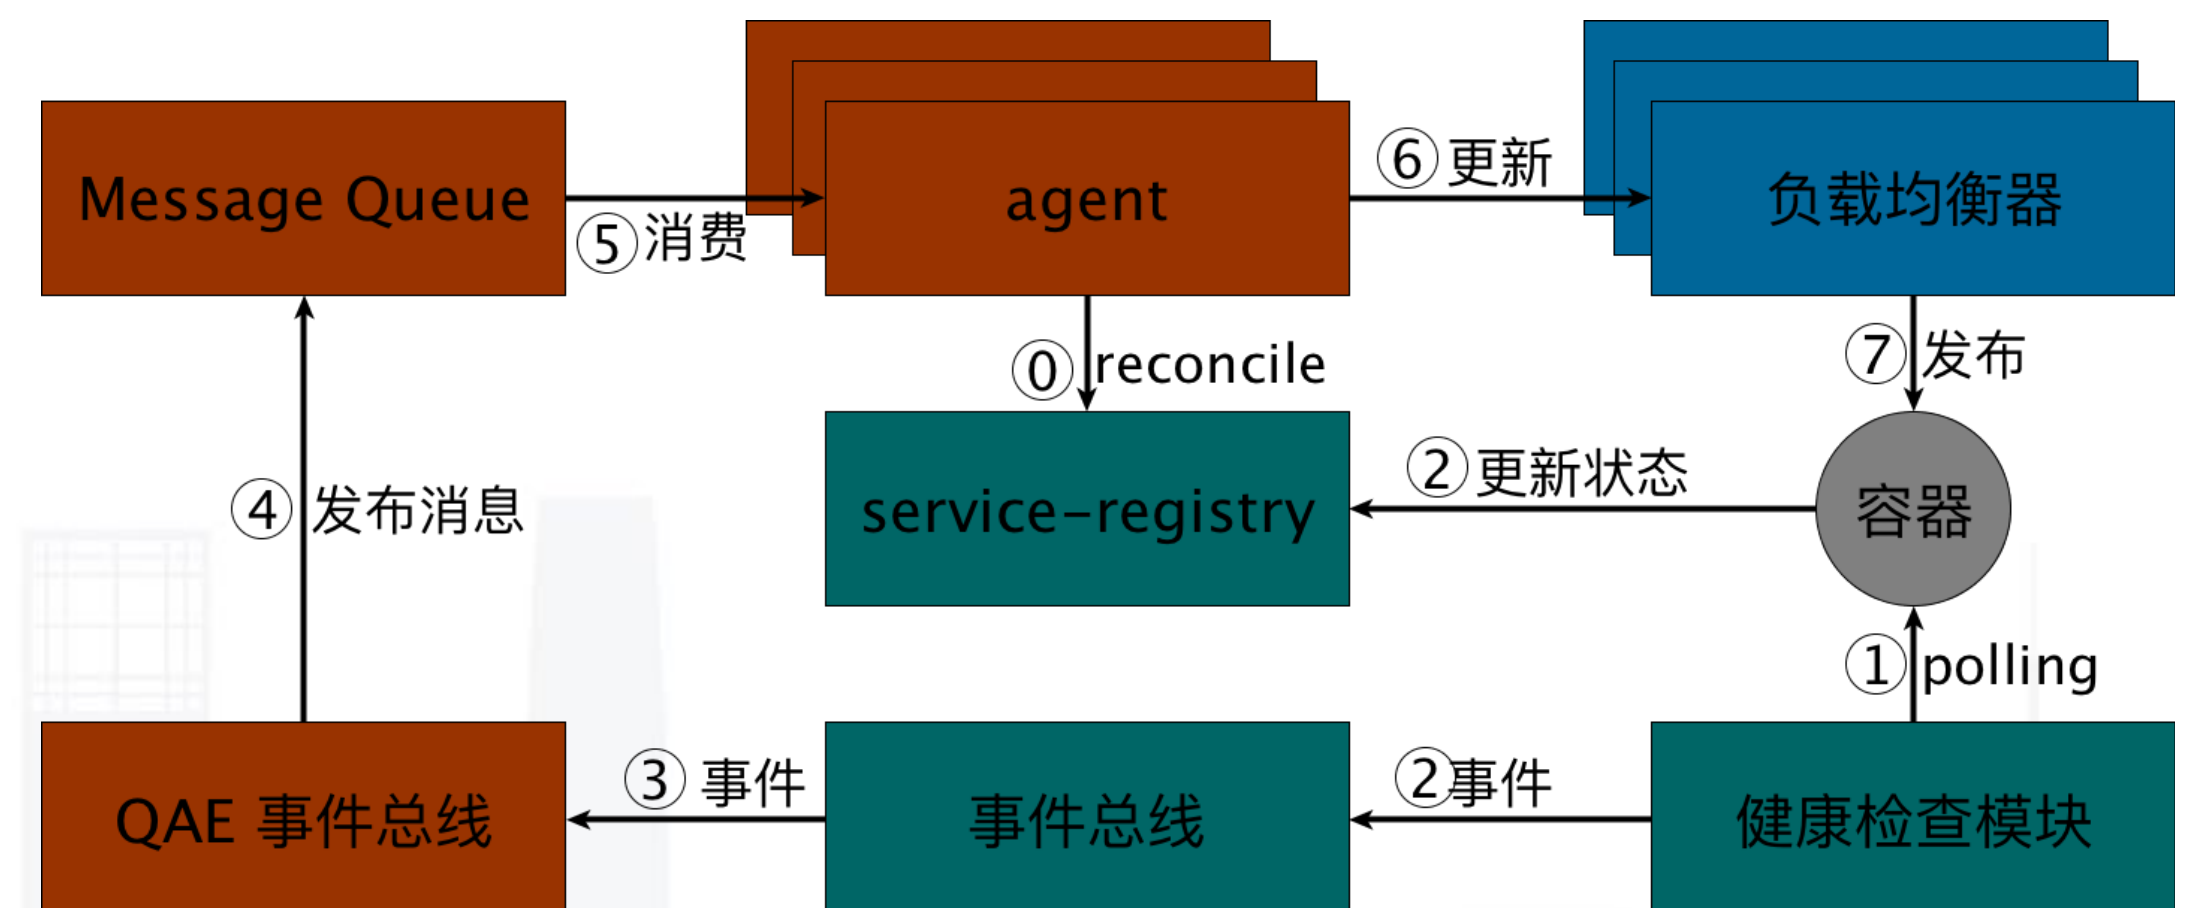 Message Queue
⑤ 消费
agent
⑥ 更新
负载均衡器
⓪ reconcile
⑦ 发布
④ 发布消息
service-registry
② 更新状态
容器
① polling
QAE 事件总线
③ 事件
事件总线
② 事件
健康检查模块